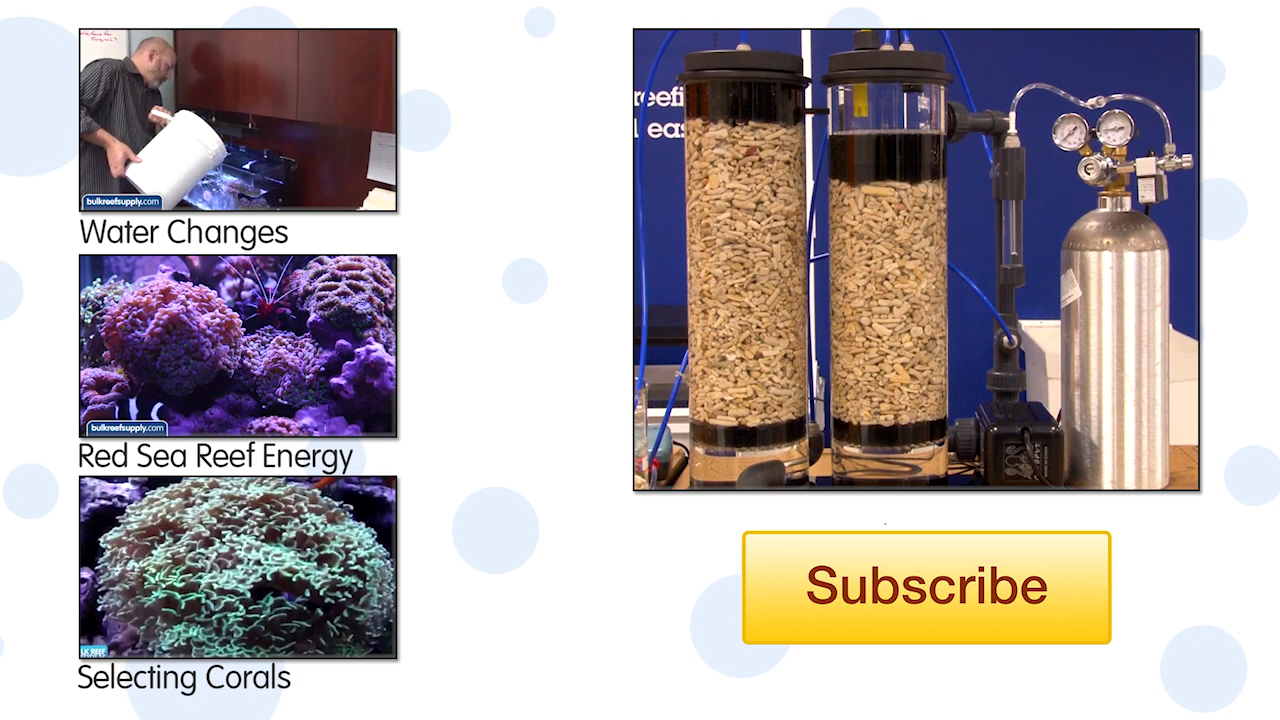 bulkreefsupply.com
Water Changes
bulkreefsupply.com
Red Sea Reef Energy
Selecting Corals
Subscribe